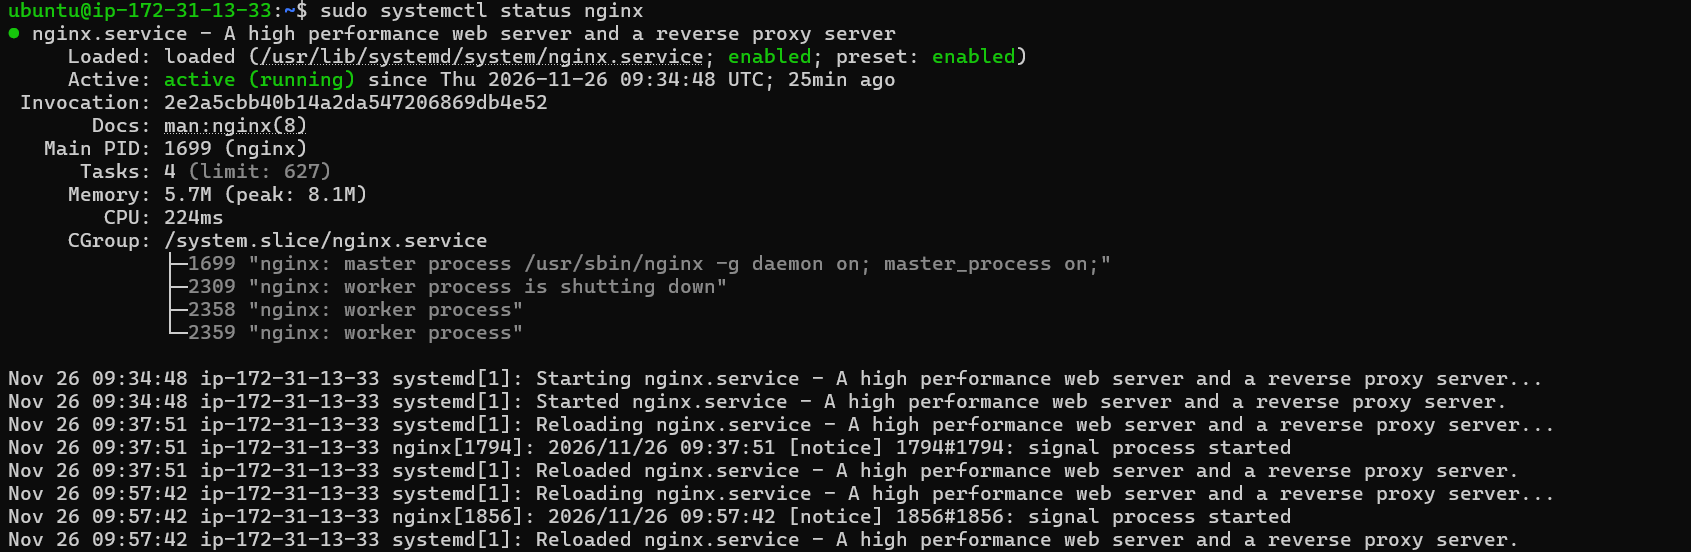 ubuntu@ip-172-31-13-33:~$ sudo systemctl status nginx
● nginx.service - A high performance web server and a reverse proxy server
     Loaded: loaded (/usr/lib/systemd/system/nginx.service; enabled; preset: enabled)
     Active: active (running) since Thu 2026-11-26 09:34:48 UTC; 25min ago
 Invocation: 2e2a5cbb40b14a2da547206869db4e52
       Docs: man:nginx(8)
   Main PID: 1699 (nginx)
      Tasks: 4 (limit: 627)
     Memory: 5.7M (peak: 8.1M)
        CPU: 224ms
     CGroup: /system.slice/nginx.service
             ├─1699 "nginx: master process /usr/sbin/nginx -g daemon on; master_process on;"
             ├─2309 "nginx: worker process is shutting down"
             ├─2358 "nginx: worker process"
             └─2359 "nginx: worker process"

Nov 26 09:34:48 ip-172-31-13-33 systemd[1]: Starting nginx.service - A high performance web server and a reverse proxy server...
Nov 26 09:34:48 ip-172-31-13-33 systemd[1]: Started nginx.service - A high performance web server and a reverse proxy server.
Nov 26 09:37:51 ip-172-31-13-33 systemd[1]: Reloading nginx.service - A high performance web server and a reverse proxy server...
Nov 26 09:37:51 ip-172-31-13-33 nginx[1794]: 2026/11/26 09:37:51 [notice] 1794#1794: signal process started
Nov 26 09:37:51 ip-172-31-13-33 systemd[1]: Reloaded nginx.service - A high performance web server and a reverse proxy server.
Nov 26 09:57:42 ip-172-31-13-33 systemd[1]: Reloading nginx.service - A high performance web server and a reverse proxy server...
Nov 26 09:57:42 ip-172-31-13-33 nginx[1856]: 2026/11/26 09:57:42 [notice] 1856#1856: signal process started
Nov 26 09:57:42 ip-172-31-13-33 systemd[1]: Reloaded nginx.service - A high performance web server and a reverse proxy server.